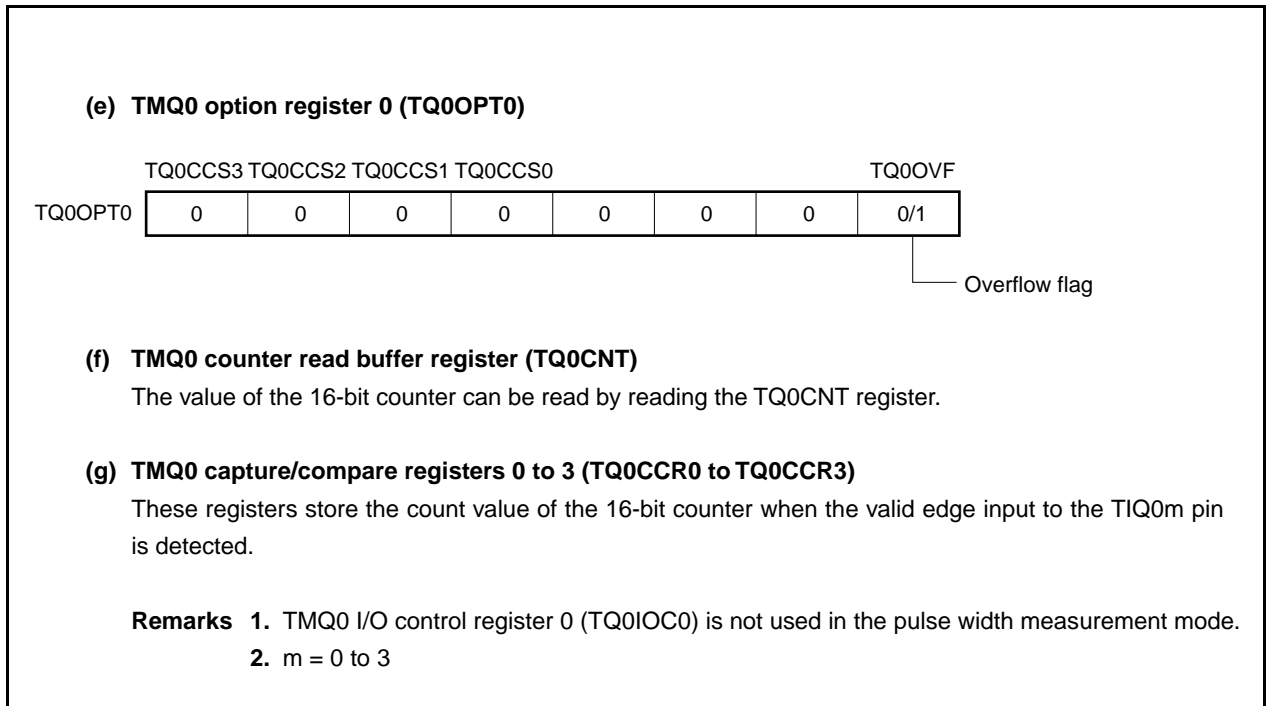 (e) TMQ0 option register 0 (TQ0OPT0)
TQ0CCS3 TQ0CCS2 TQ0CCS1 TQ0CCS0 TQ0OVF
TQ0OPT0 0 0 0 0 0 0 0 0/1
Overflow flag
(f) TMQ0 counter read buffer register (TQ0CNT)
The value of the 16-bit counter can be read by reading the TQ0CNT register.
(g) TMQ0 capture/compare registers 0 to 3 (TQ0CCR0 to TQ0CCR3)
These registers store the count value of the 16-bit counter when the valid edge input to the TIQ0m pin
is detected.
Remarks 1. TMQ0 I/O control register 0 (TQ0IOC0) is not used in the pulse width measurement mode.
2. m = 0 to 3